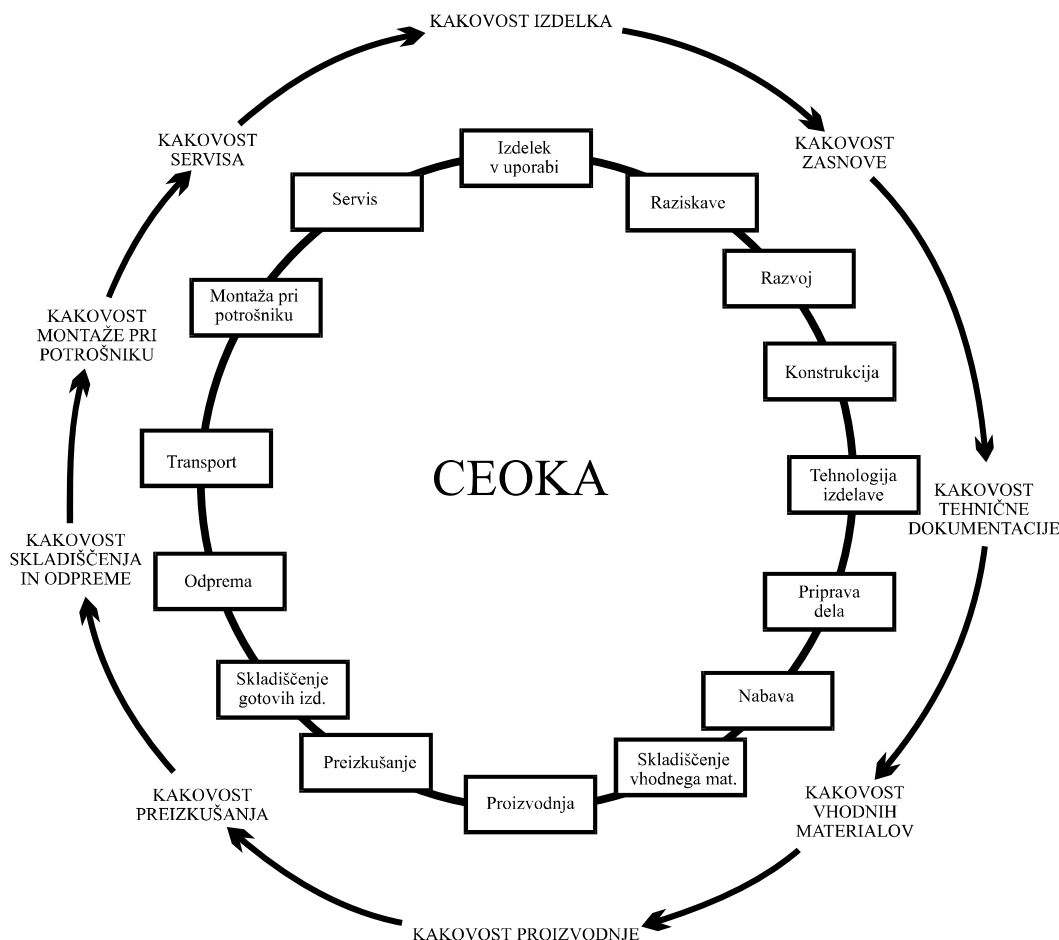 KAKOVOST IZDELKA
KAKOVOST
ZASNOVE
KAKOVOST
TEHNIČNE
DOKUMENTACIJE
KAKOVOST
VHODNIH
MATERIALOV
KAKOVOST PROIZVODNJE
KAKOVOST
PREIZKUŠANJA
KAKOVOST
SKLADIŠČENJA
IN ODPREME
KAKOVOST
MONTAŽE PRI
POTROŠNIKU
KAKOVOST
SERVISA
Izdelek
v uporabi
Raziskave
Razvoj
Konstrukcija
Tehnologija
izdelave
Priprava
dela
Nabava
Skladiščenje
vhodnega mat.
Proizvodnja
Preizkušanje
Skladiščenje
gotovih izd.
Odprema
Transport
Montaža pri
potrošniku
Servis
CEOKA